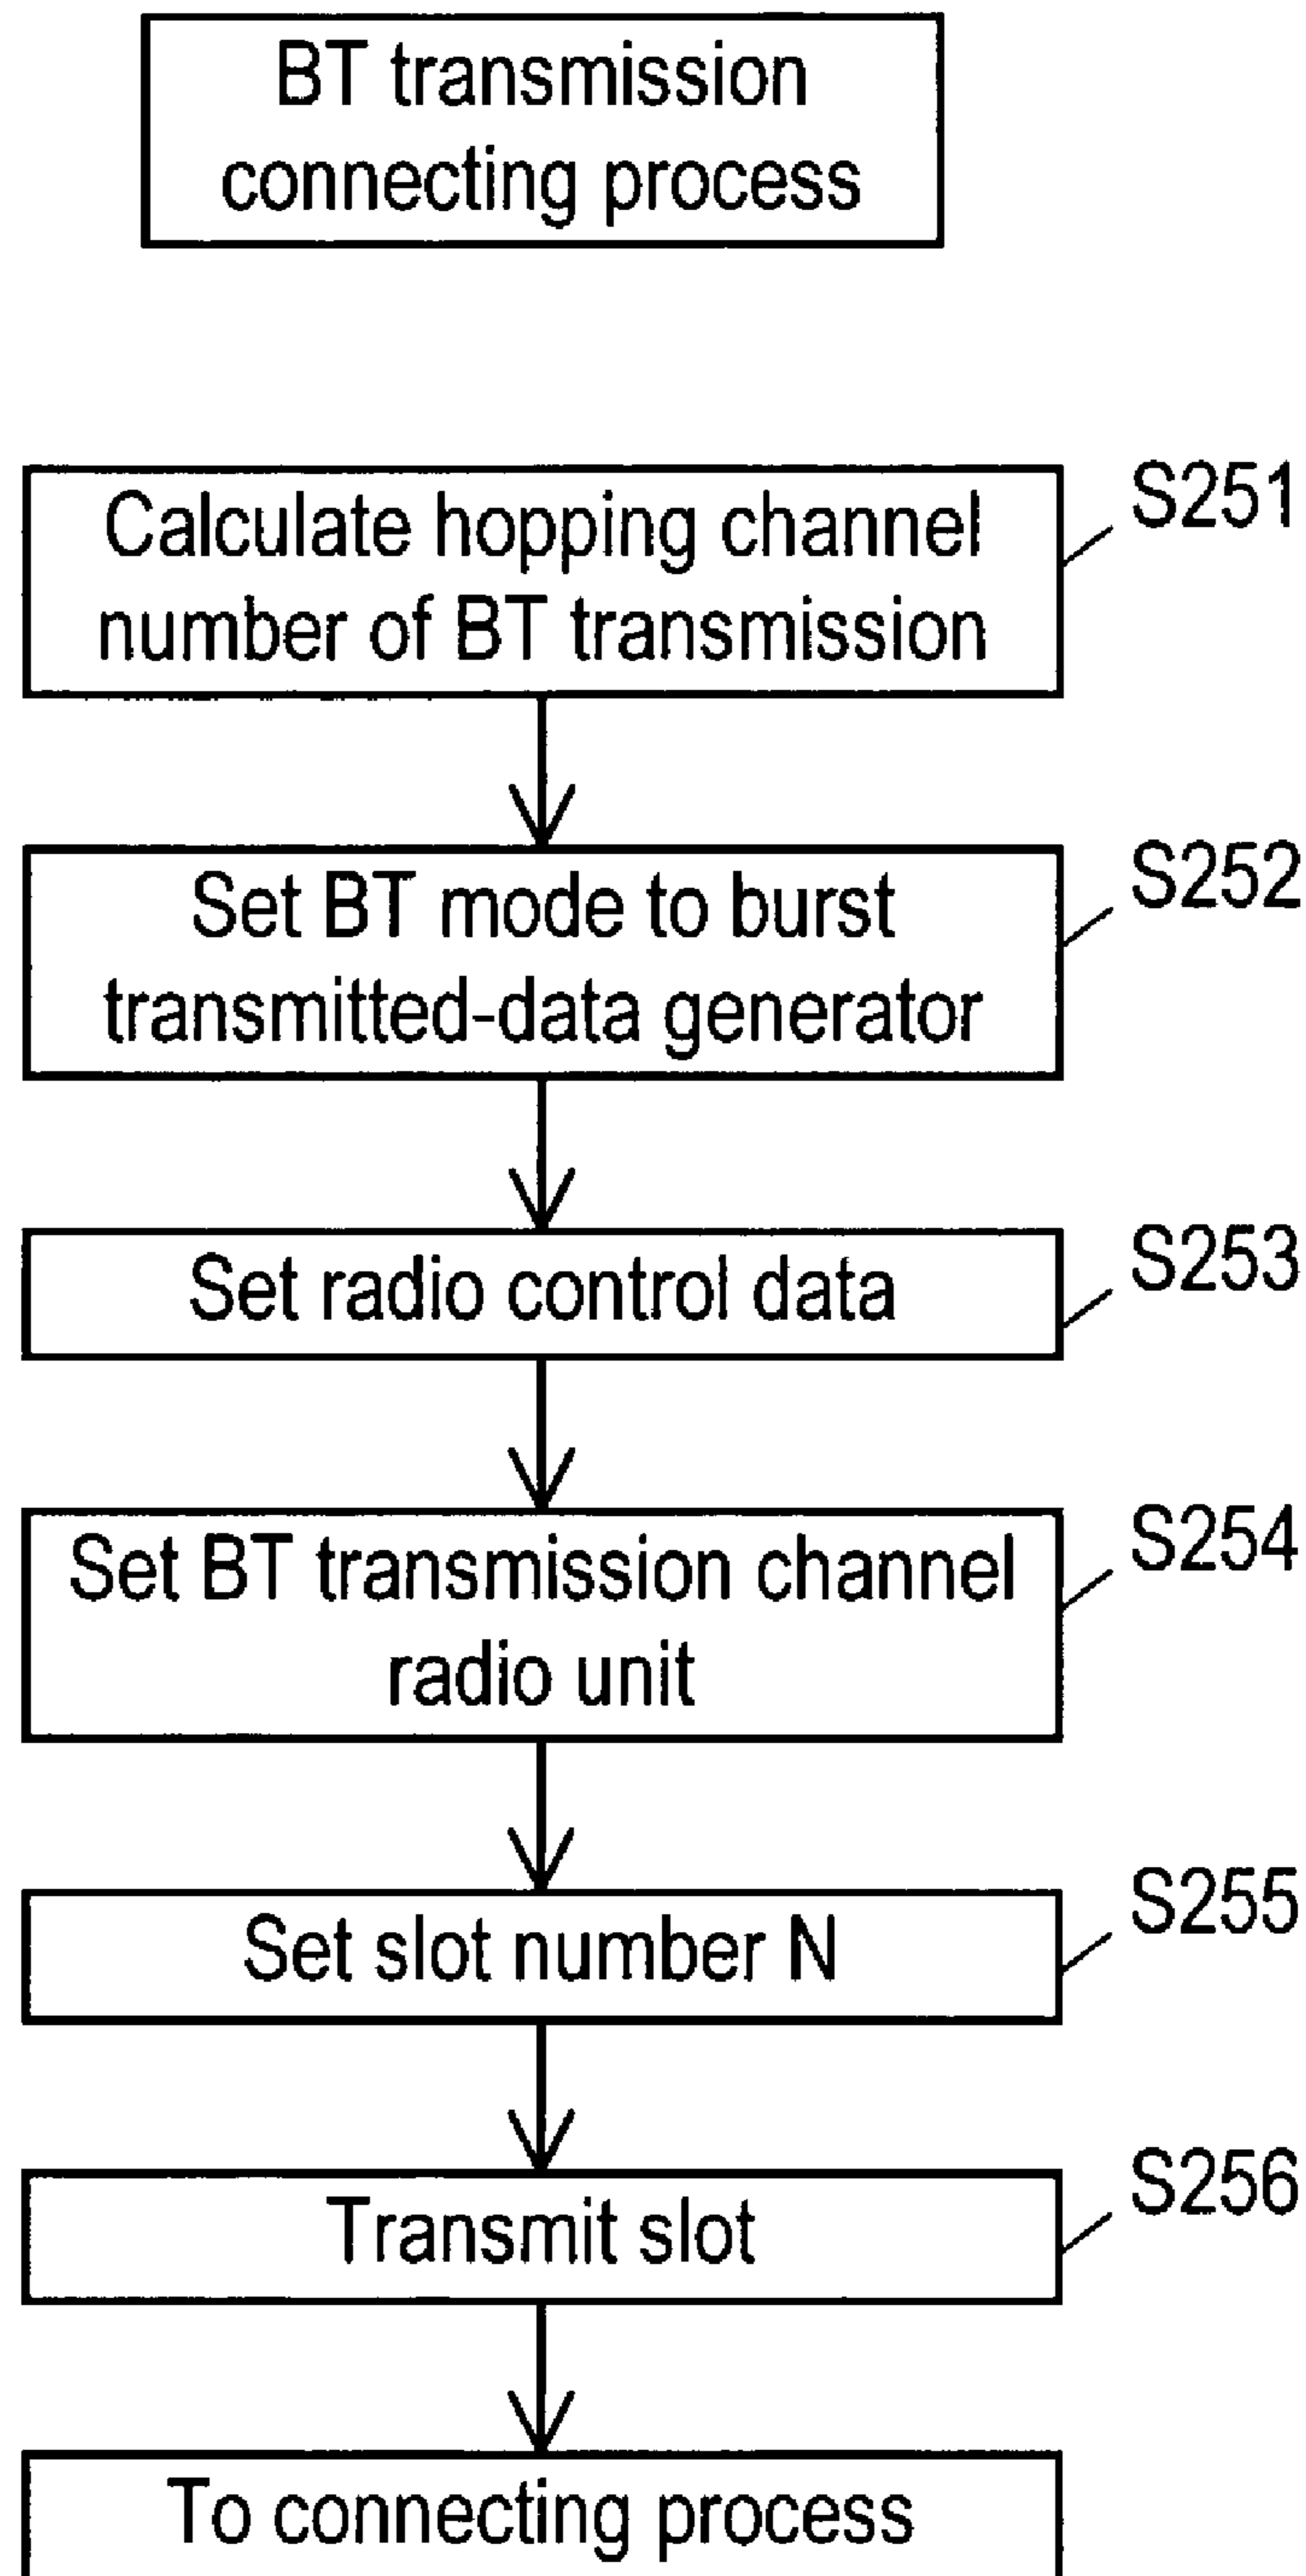 BT transmission
connecting process
Calculate hopping channel
number of BT transmission
S251
Set BT mode to burst
transmitted-data generator
S252
Set radio control data
S253
Set BT transmission channel
radio unit
S254
Set slot number N
S255
Transmit slot
S256
To connecting process